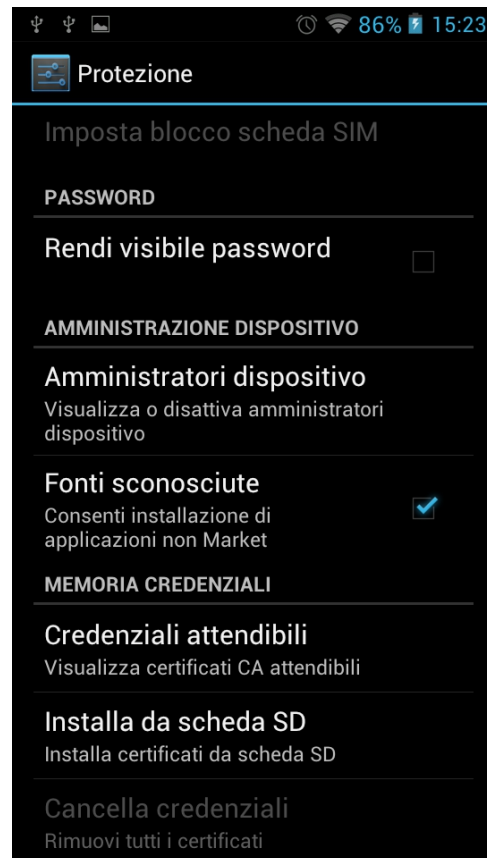 86% 15:23
Protezione
Imposta blocco scheda SIM
PASSWORD
Rendi visibile password
AMMINISTRAZIONE DISPOSITIVO
Amministratori dispositivo
Visualizza o disattiva amministratori
dispositivo
Fonti sconosciute
Consenti installazione di
applicazioni non Market
MEMORIA CREDENZIALI
Credenziali attendibili
Visualizza certificati CA attendibili
Installa da scheda SD
Installa certificati da scheda SD
Cancella credenziali
Rimuovi tutti i certificati